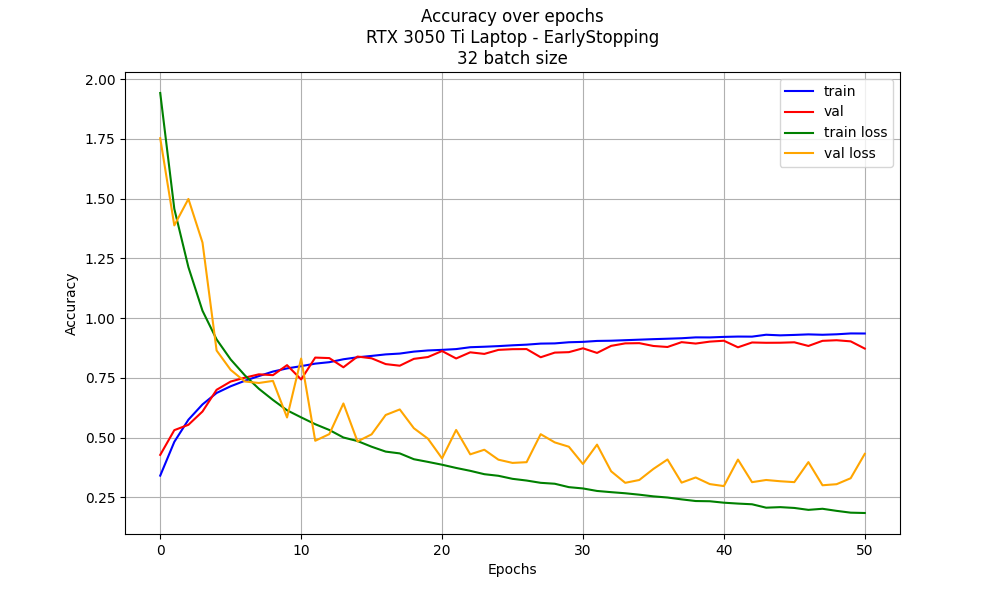 Accuracy over epochs
RTX 3050 Ti Laptop - EarlyStopping
32 batch size
2.00
1.75
1.50
1.25
1.00
0.75
0.50
0.25
Accuracy
train
val
train loss
val loss
0 10 20 30 40 50
Epochs